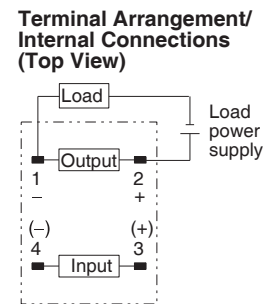 Terminal Arrangement/
Internal Connections
(Top View)
Load
Load
power
supply
Output
1 2
− +
(−) (+)
4 3
Input